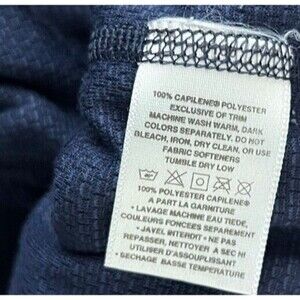 100% CAPILENE® POLYESTER
EXCLUSIVE OF TRIM
MACHINE WASH WARM, DARK
COLORS SEPARATELY. DO NOT
BLEACH, IRON, DRY CLEAN, OR USE
FABRIC SOFTENERS
TUMBLE DRY LOW
100 % POLYESTER CAPILENE®
A PART LA GARNITURE
• LAVAGE MACHINE EAU TIEDE,
COULEURS FONCEES SEPAREES
• JAVEL INTERDIT • NE PAS
REPASSER, NETTOYER A SEC NI
UTILISER D'ASSOUPLISSANT
• SECHAGE BASSE TEMPERATURE